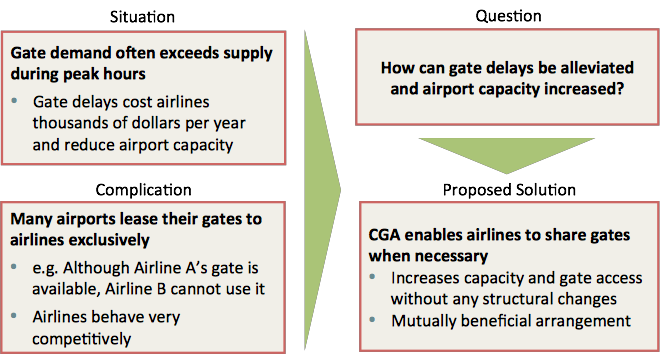 Situation
Gate demand often exceeds supply
during peak hours
• Gate delays cost airlines
thousands of dollars per year
and reduce airport capacity
Complication
Many airports lease their gates to
airlines exclusively
• e.g. Although Airline A's gate is
available, Airline B cannot use it
• Airlines behave very
competitively
Question
How can gate delays be alleviated
and airport capacity increased?
Proposed Solution
CGA enables airlines to share gates
when necessary
• Increases capacity and gate access
without any structural changes
• Mutually beneficial arrangement